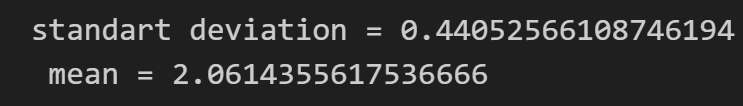 standart deviation = 0.44052566108746194
mean = 2.0614355617536666